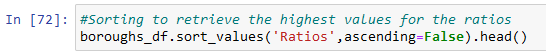 In [72]: #Sorting to retrieve the highest values for the ratios
boroughs_df.sort_values('Ratios',ascending=False).head()